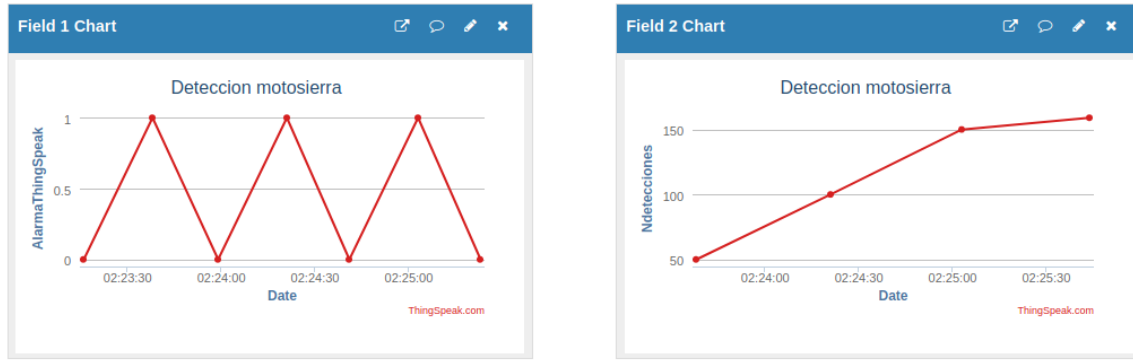 Field 1 Chart
Deteccion motosierra
AlarmaThingSpeak
1
0.5
0
02:23:30 02:24:00 02:24:30 02:25:00
Date
ThingSpeak.com
Field 2 Chart
Deteccion motosierra
Ndetecciones
150
100
50
02:24:00 02:24:30 02:25:00 02:25:30
Date
ThingSpeak.com